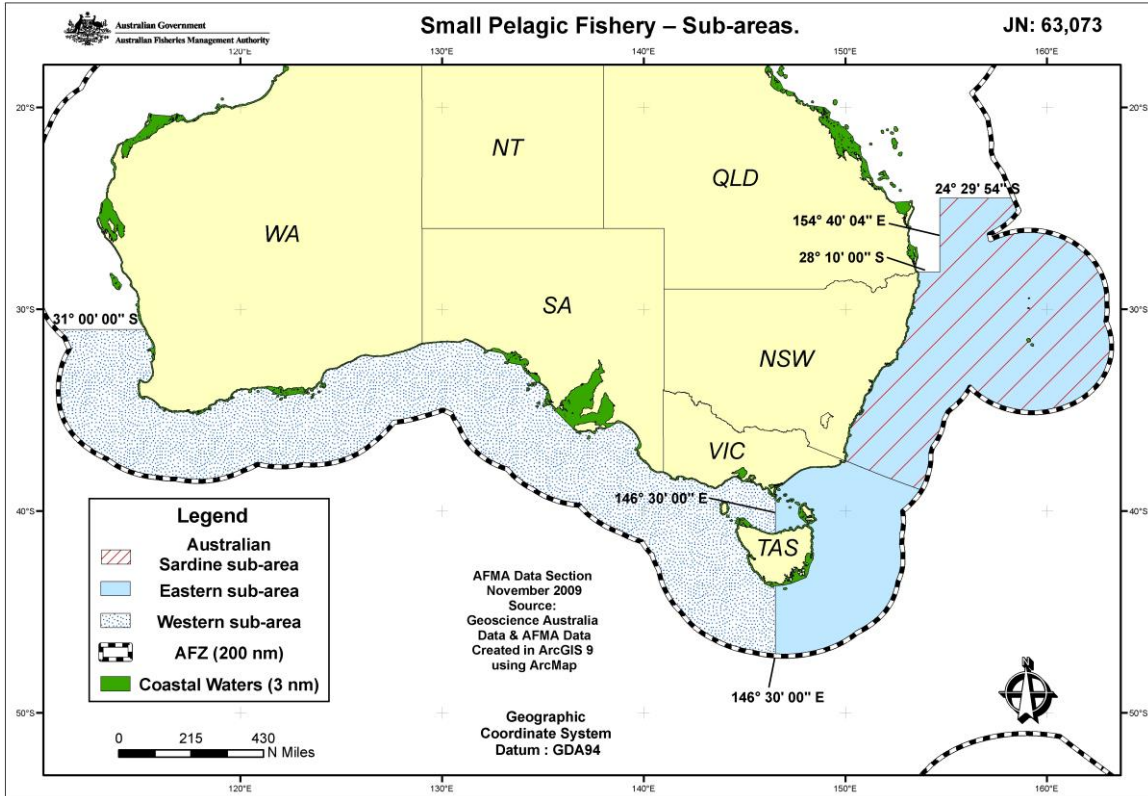 Australian Government
Australian Fisheries Management Authority
Small Pelagic Fishery – Sub-areas.
JN: 63,073
120°E
130°E
140°E
150°E
160°E
20°S
20°S
NT
QLD
24° 29' 54" S
154° 40' 04" E
WA
28° 10' 00" S
SA
30°S
30°S
31° 00' 00" S
NSW
VIC
146° 30' 00" E
40°S
40°S
TAS
Legend
Australian
Sardine sub-area
Eastern sub-area
Western sub-area
AFZ (200 nm)
Coastal Waters (3 nm)
AFMA Data Section
November 2009
Source:
Geoscience Australia
Data & AFMA Data
Created in ArcGIS 9
using ArcMap
146° 30' 00" E
50°S
50°S
Geographic
Coordinate System
Datum : GDA94
0 215 430
N Miles
N
120°E
130°E
140°E
150°E
160°E